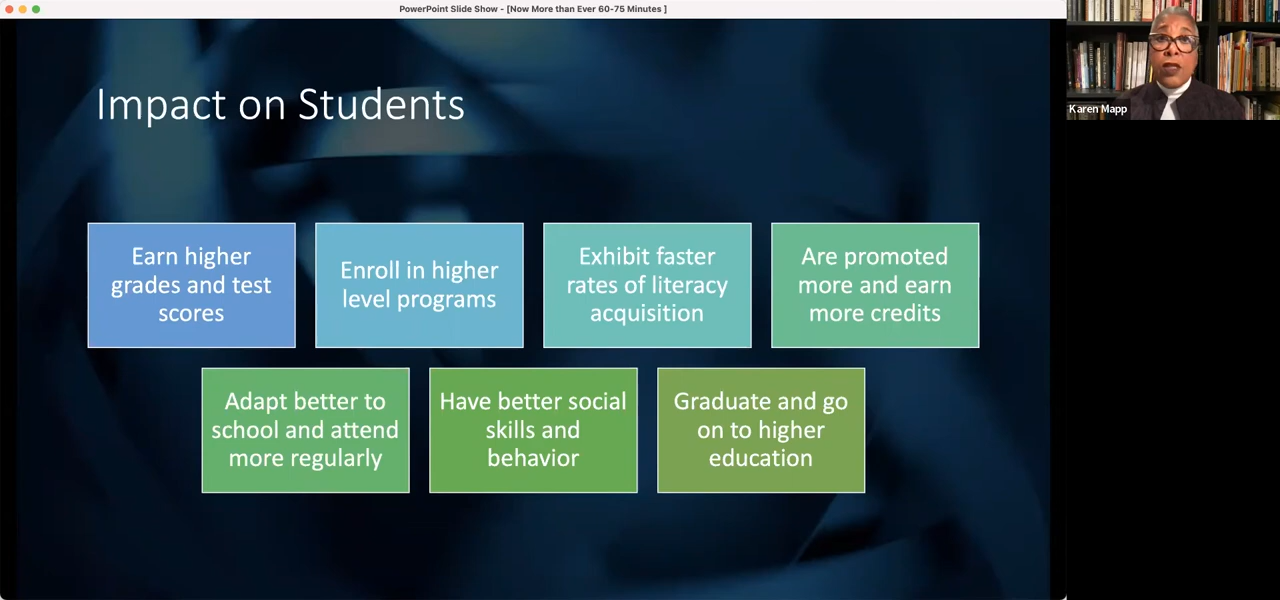 PowerPoint Slide Show - [Now More than Ever 60-75 Minutes ]
Karen Mapp
Impact on Students
Earn higher
grades and test
scores
Enroll in higher
level programs
Exhibit faster
rates of literacy
acquisition
Are promoted
more and earn
more credits
Adapt better to
school and attend
more regularly
Have better social
skills and
behavior
Graduate and go
on to higher
education